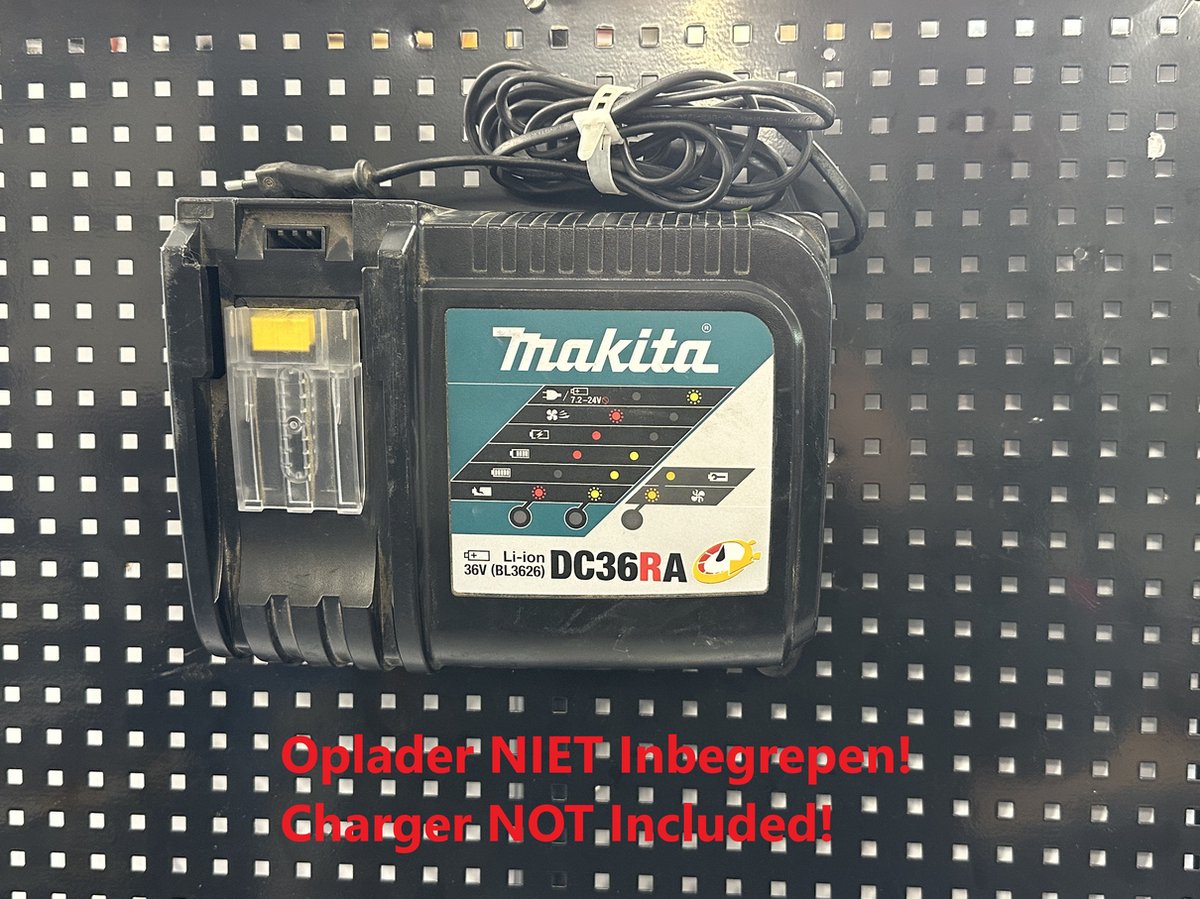 makita®
7.2–24V
Li-ion
36V (BL3626) DC36RA
Oplader NIET Inbegrepen!
Charger NOT Included!